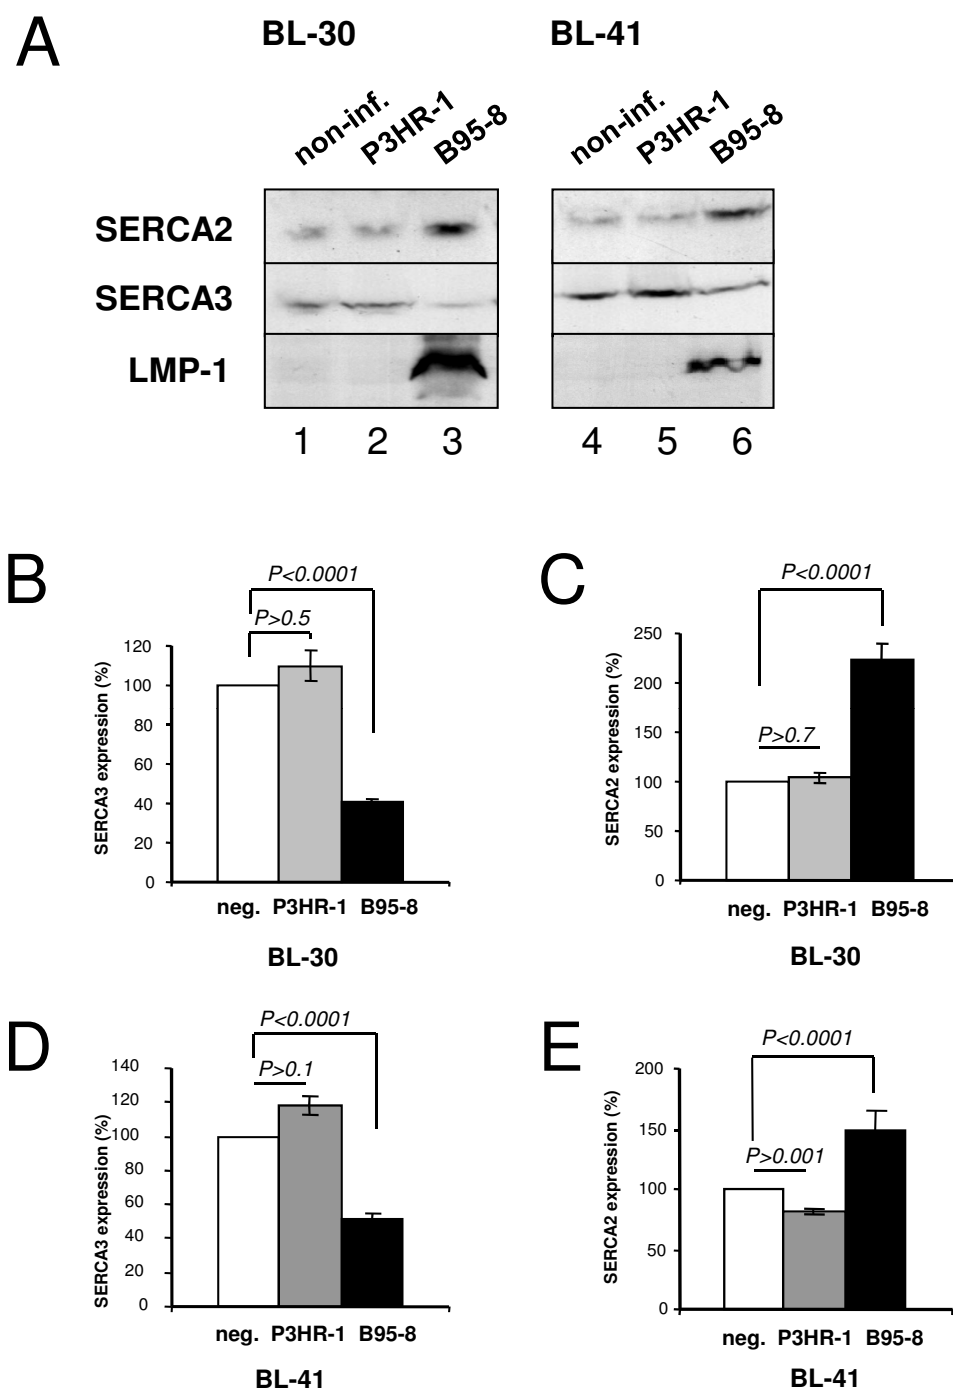 A
BL-30 BL-41
non-inf. P3HR-1 B95-8 non-inf. P3HR-1 B95-8
SERCA2
SERCA3
LMP-1
1 2 3 4 5 6
B
P<0.0001
P>0.5
SERCA3 expression (%)
120
100
80
60
40
20
0
neg. P3HR-1 B95-8
BL-30
C
P<0.0001
P>0.7
SERCA2 expression (%)
250
200
150
100
50
0
neg. P3HR-1 B95-8
BL-30
D
P<0.0001
P>0.1
SERCA3 expression (%)
140
120
100
80
60
40
20
0
neg. P3HR-1 B95-8
BL-41
E
P<0.0001
P>0.001
SERCA2 expression (%)
200
150
100
50
0
neg. P3HR-1 B95-8
BL-41